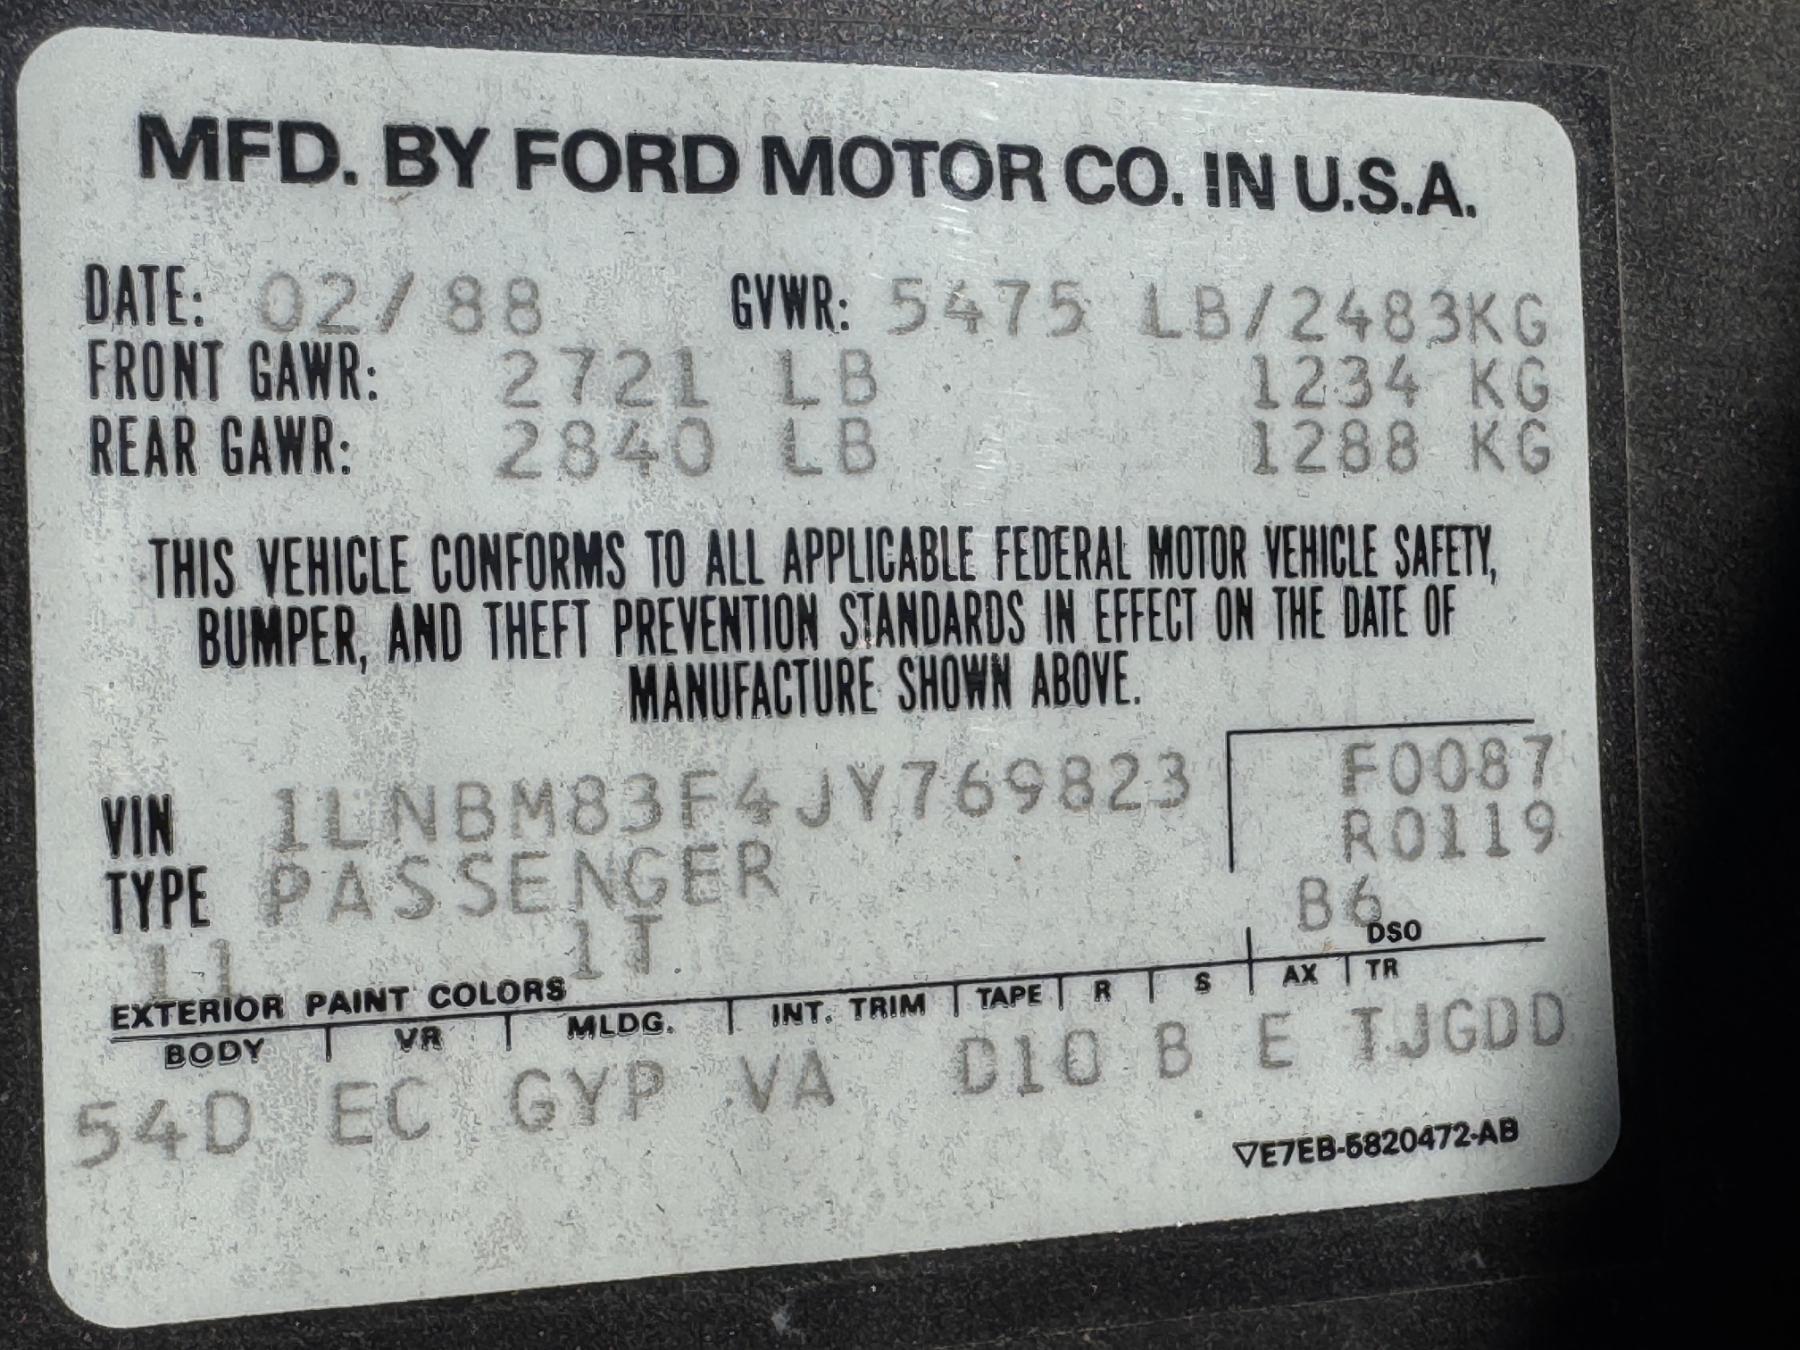 MFD. BY FORD MOTOR CO. IN U.S.A.
DATE: 02/88 GVWR: 5475 LB/2483KG
FRONT GAWR: 2721 LB 1234 KG
REAR GAWR: 2840 LB 1288 KG
THIS VEHICLE CONFORMS TO ALL APPLICABLE FEDERAL MOTOR VEHICLE SAFETY,
BUMPER, AND THEFT PREVENTION STANDARDS IN EFFECT ON THE DATE OF
MANUFACTURE SHOWN ABOVE.
VIN 1LNBM83F4JY769823 F0087
TYPE PASSENGER R0119
11 1T B6
EXTERIOR PAINT COLORS DSO
BODY VR MLDG. INT. TRIM TAPE R S AX TR
54D EC GYP VA D10 B E TJGDD
▽E7EB-5820472-AB